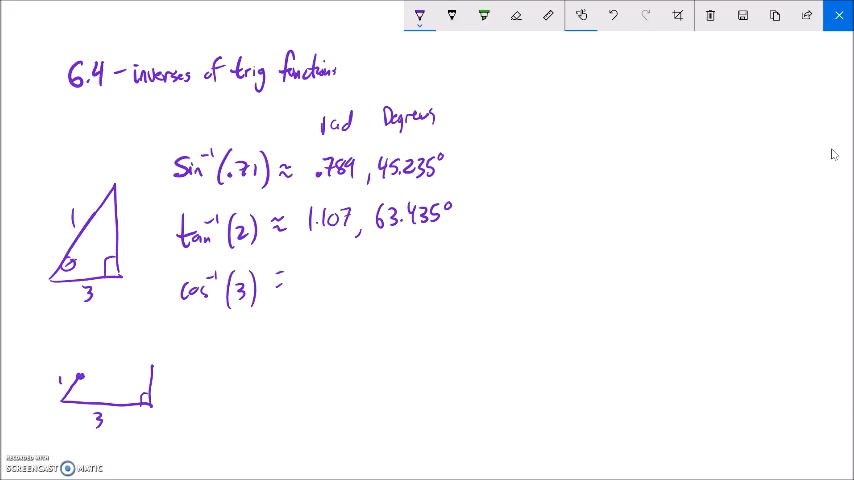 6.4 - inverses of trig functions
rad Degrees
sin⁻¹(.71) ≈ .789, 45.235°
1
tan⁻¹(2) ≈ 1.107, 63.435°
θ
3
cos⁻¹(3) =
1
3
RECORDED WITH
SCREENCAST MATIC